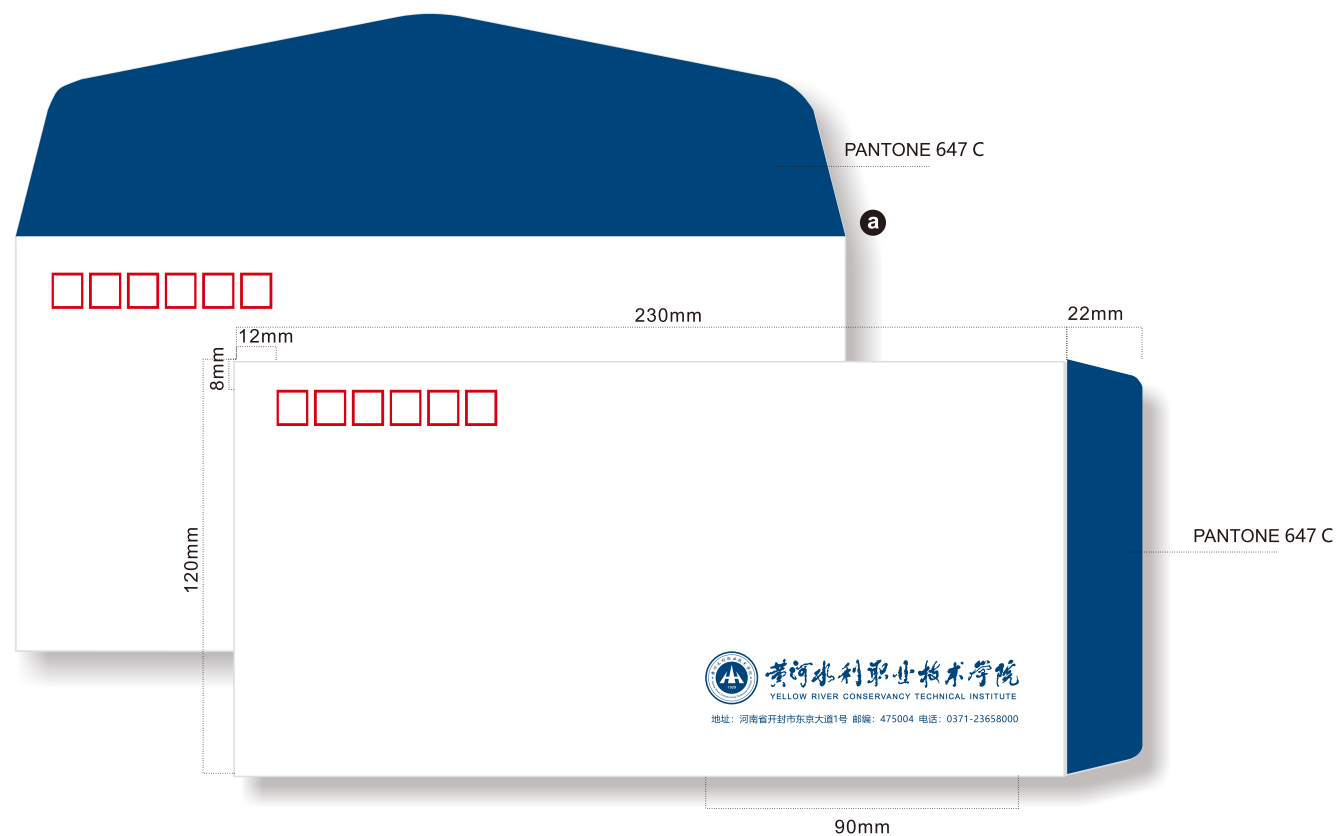 PANTONE 647 C
a
230mm
22mm
12mm
8mm
120mm
PANTONE 647 C
黄河水利职业技术学院
YELLOW RIVER CONSERVANCY TECHNICAL INSTITUTE
地址：河南省开封市东京大道1号 邮编：475004 电话：0371-23658000
90mm